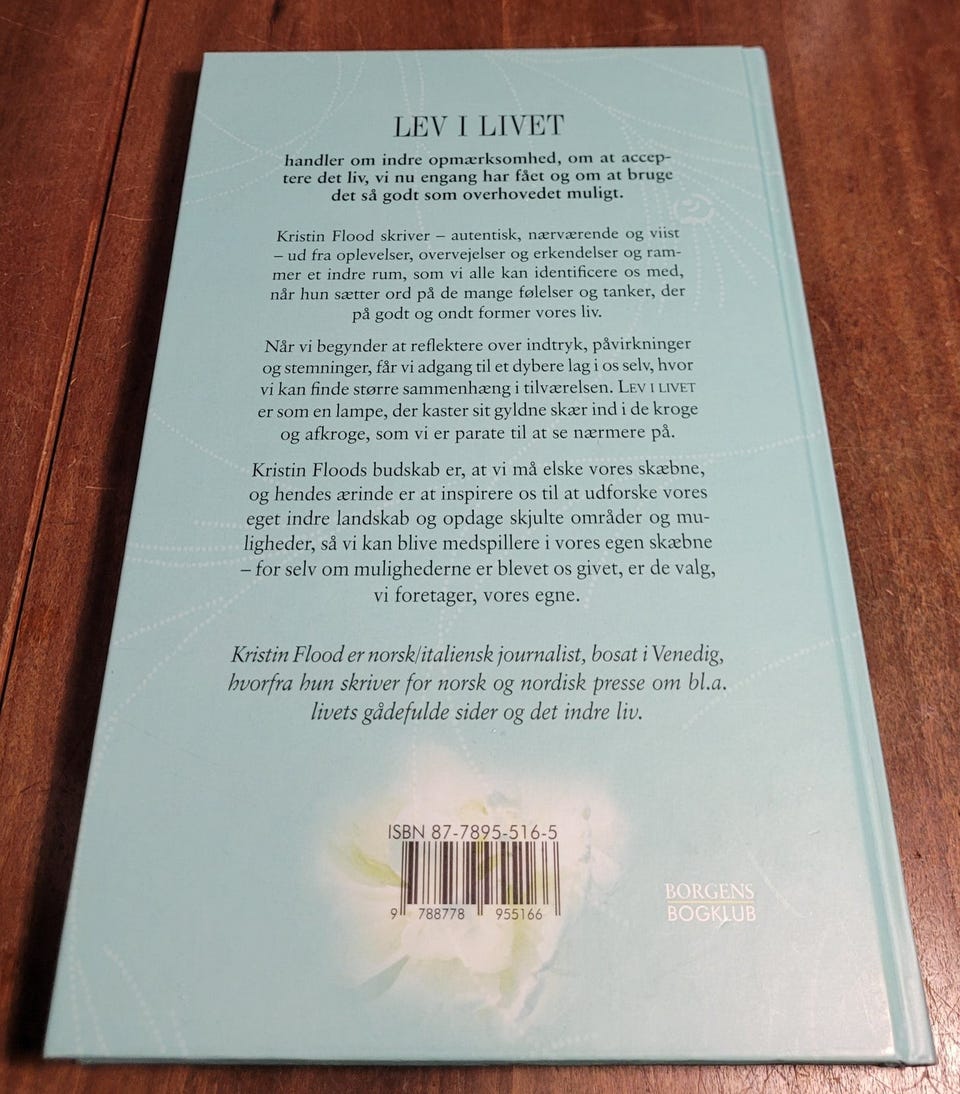 LEV I LIVET
handler om indre opmærksomhed, om at accep-
tere det liv, vi nu engang har fået og om at bruge
det så godt som overhovedet muligt.
Kristin Flood skriver – autentisk, nærværende og viist
– ud fra oplevelser, overvejelser og erkendelser og ram-
mer et indre rum, som vi alle kan identificere os med,
når hun sætter ord på de mange følelser og tanker, der
på godt og ondt former vores liv.
Når vi begynder at reflektere over indtryk, påvirkninger
og stemninger, får vi adgang til et dybere lag i os selv, hvor
vi kan finde større sammenhæng i tilværelsen. LEV I LIVET
er som en lampe, der kaster sit gyldne skær ind i de kroge
og afkroge, som vi er parate til at se nærmere på.
Kristin Floods budskab er, at vi må elske vores skæbne,
og hendes ærinde er at inspirere os til at udforske vores
eget indre landskab og opdage skjulte områder og mu-
ligheder, så vi kan blive medspillere i vores egen skæbne
– for selv om mulighederne er blevet os givet, er de valg,
vi foretager, vores egne.
Kristin Flood er norsk/italiensk journalist, bosat i Venedig,
hvorfra hun skriver for norsk og nordisk presse om bl.a.
livets gådefulde sider og det indre liv.
ISBN 87-7895-516-5
9 788778 955166
BORGENS
BOGKLUB